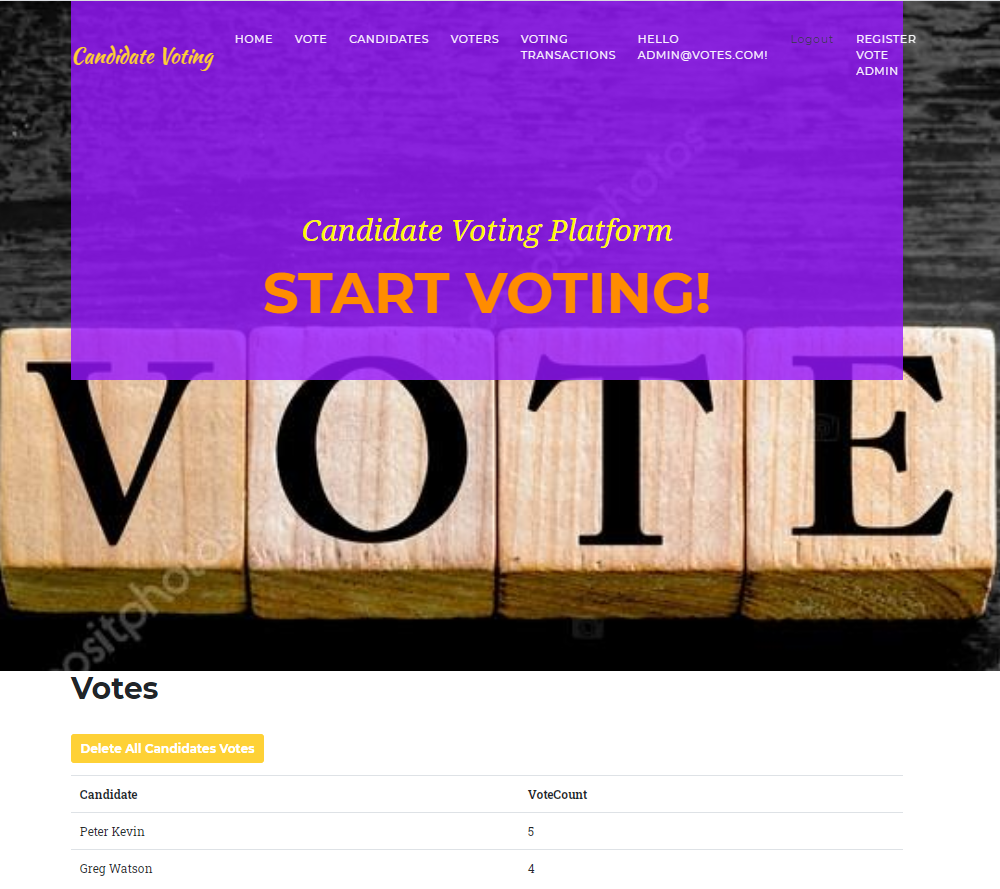 Candidate Voting
HOME
VOTE
CANDIDATES
VOTERS
VOTING
TRANSACTIONS
HELLO
ADMIN@VOTES.COM!
Logout
REGISTER
VOTE
ADMIN
Candidate Voting Platform
START VOTING!
VOTE
depositphotos
Votes
Delete All Candidates Votes
Candidate VoteCount
Peter Kevin 5
Greg Watson 4